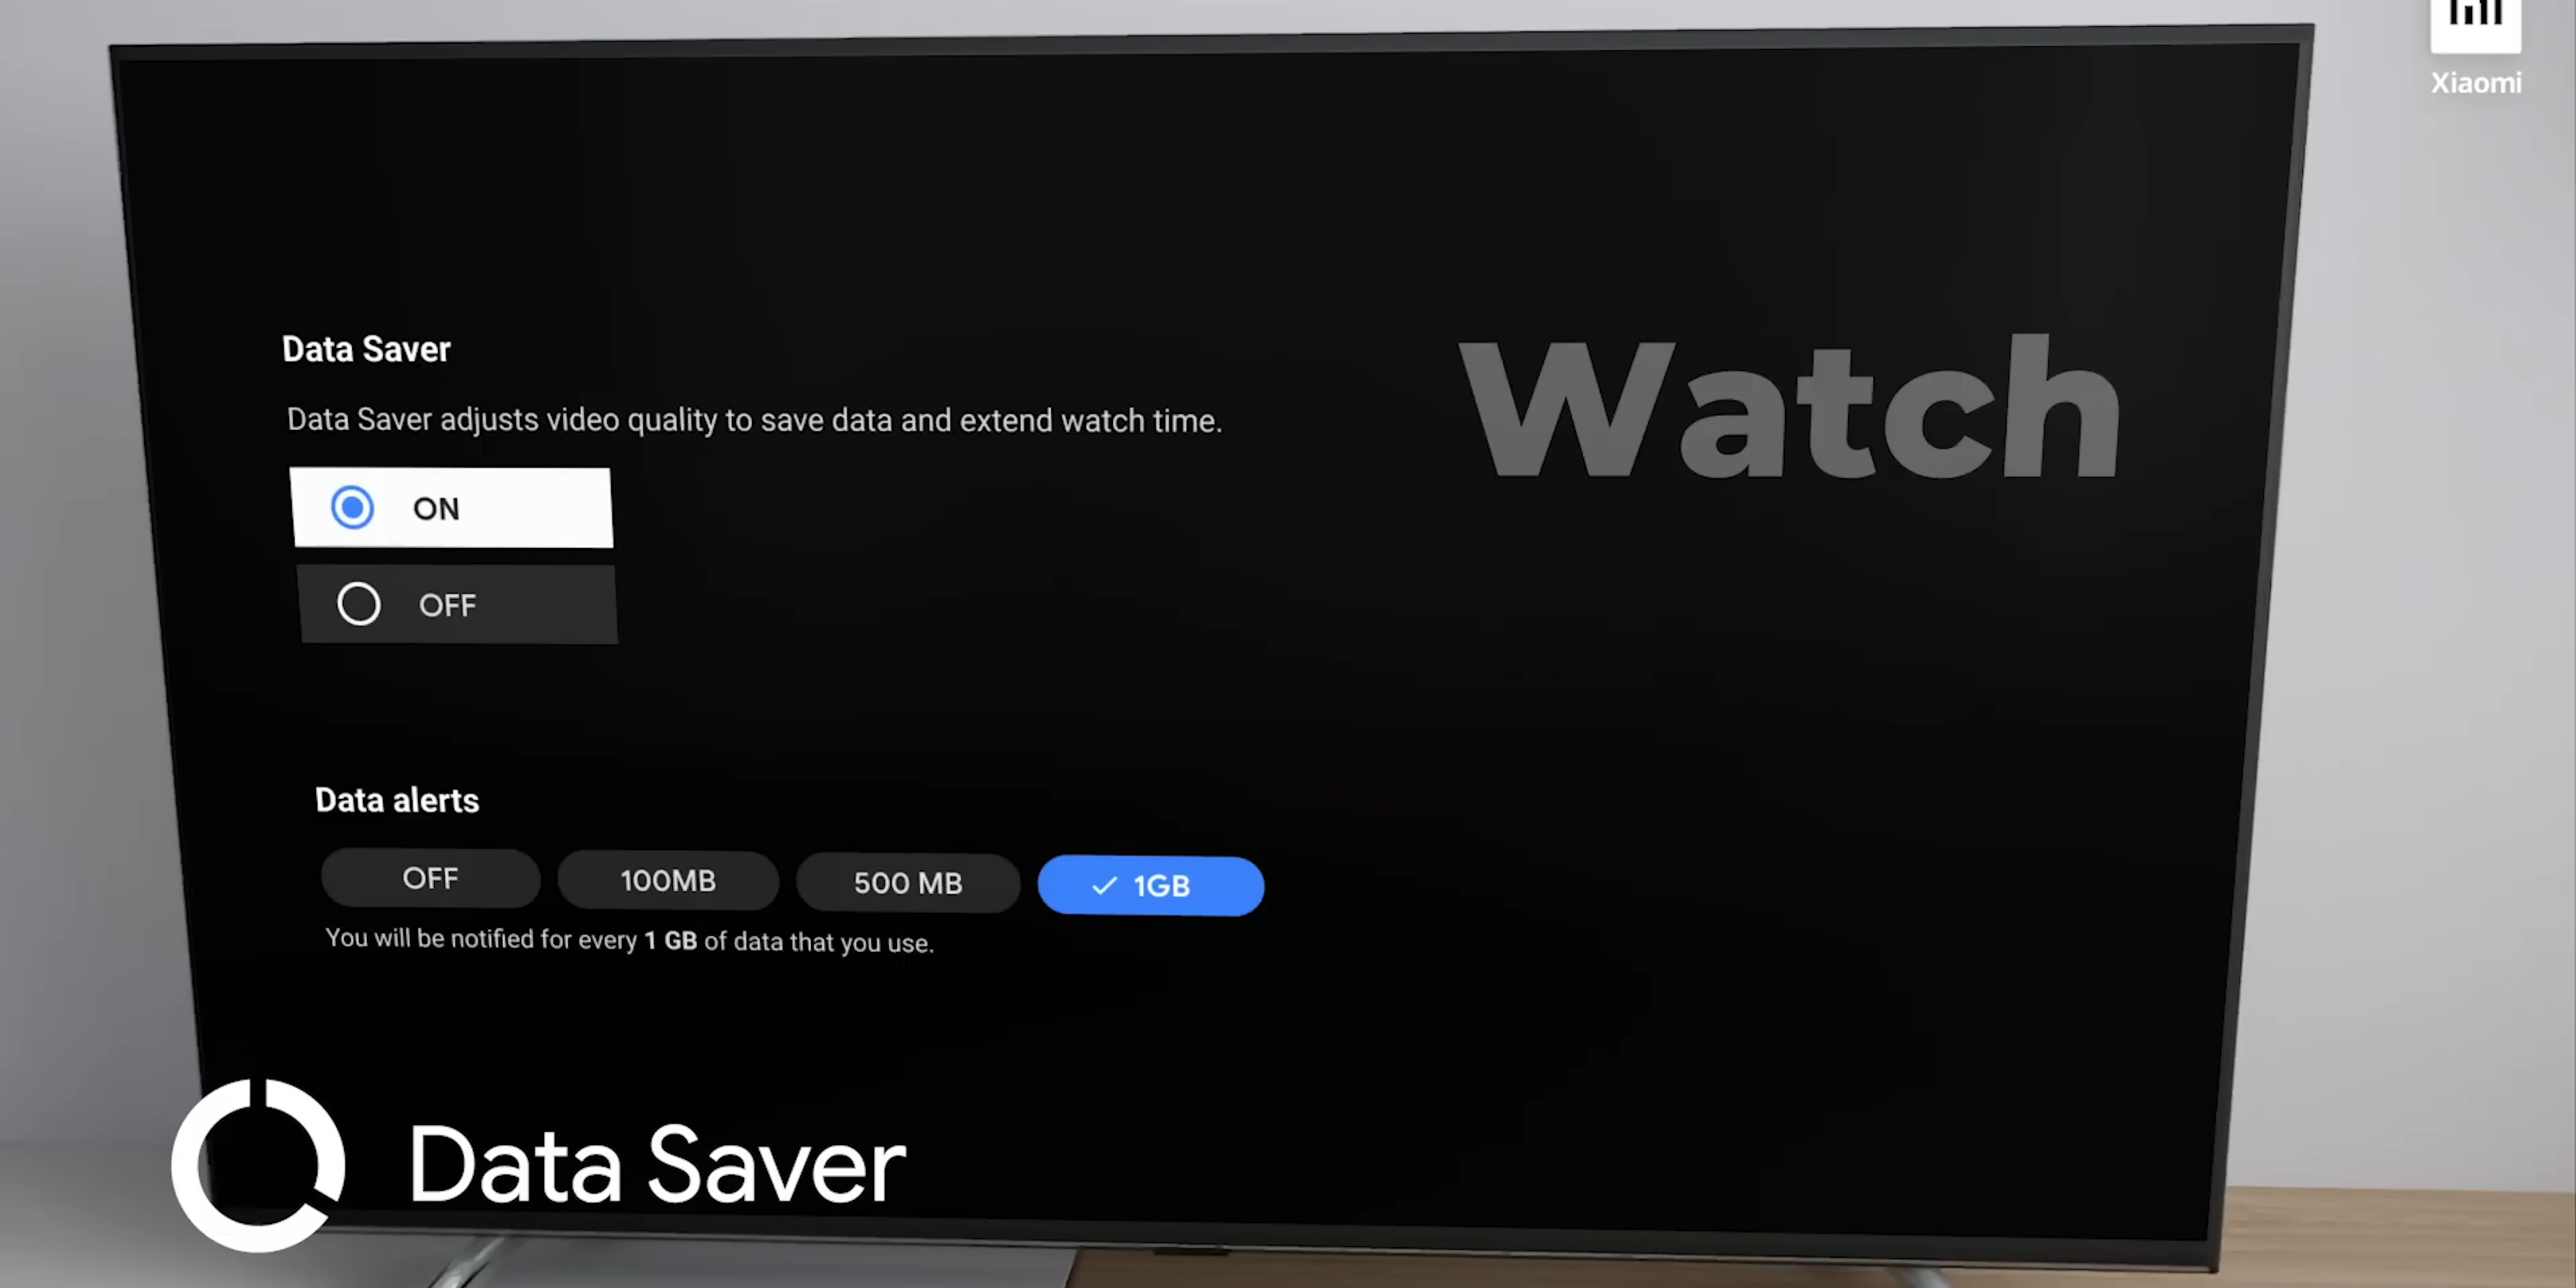 Xiaomi
Data Saver
Data Saver adjusts video quality to save data and extend watch time.
ON
OFF
Watch
Data alerts
OFF
100MB
500 MB
1GB
You will be notified for every 1 GB of data that you use.
Data Saver